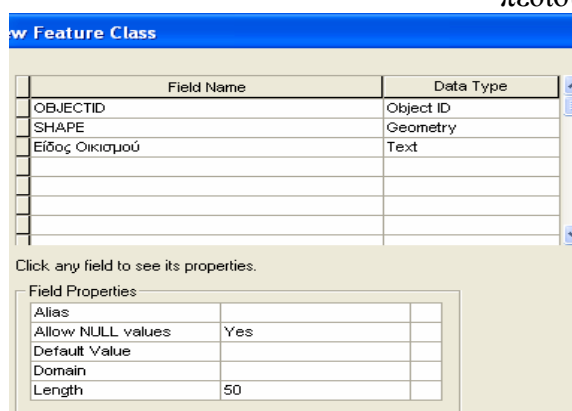 New Feature Class
Field Name Data Type
OBJECTID Object ID
SHAPE Geometry
Είδος Οικισμού Text
Click any field to see its properties.
Field Properties
Alias
Allow NULL values Yes
Default Value
Domain
Length 50